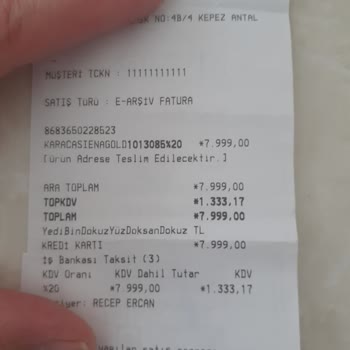 NO:4B/4 KEPEZ ANTAL
MÜŞTERİ TCKN : 11111111111
SATIŞ TÜRÜ : E-ARŞİV FATURA
8683650228523
KARACASIENAGOLD1013085%20 *7.999,00
[Ürün Adrese Teslim Edilecektir.]
ARA TOPLAM *7.999,00
TOPKDV *1.333,17
TOPLAM *7.999,00
YediBinDokuzYüzDoksanDokuz TL
KREDİ KARTI *7.999,00
İş Bankası Taksit (3)
KDV Oranı KDV Dahil Tutar KDV
%20 *7.999,00 *1.333,17
iyer: RECEP ERCAN